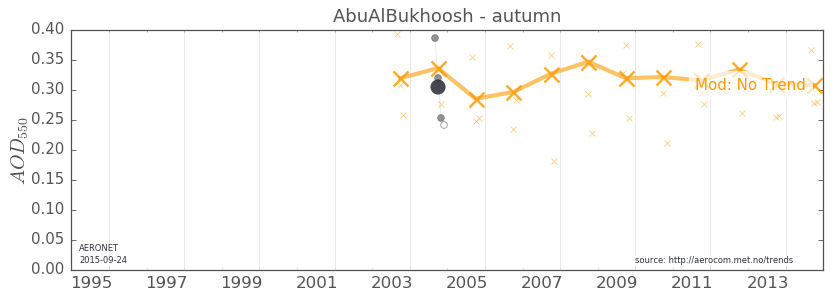 AbuAlBukhoosh - autumn
0.40
0.35
0.30
0.25
0.20
0.15
0.10
0.05
0.00
AOD550
Mod: No Trend
AERONET
2015-09-24
source: http://aerocom.met.no/trends
1995 1997 1999 2001 2003 2005 2007 2009 2011 2013